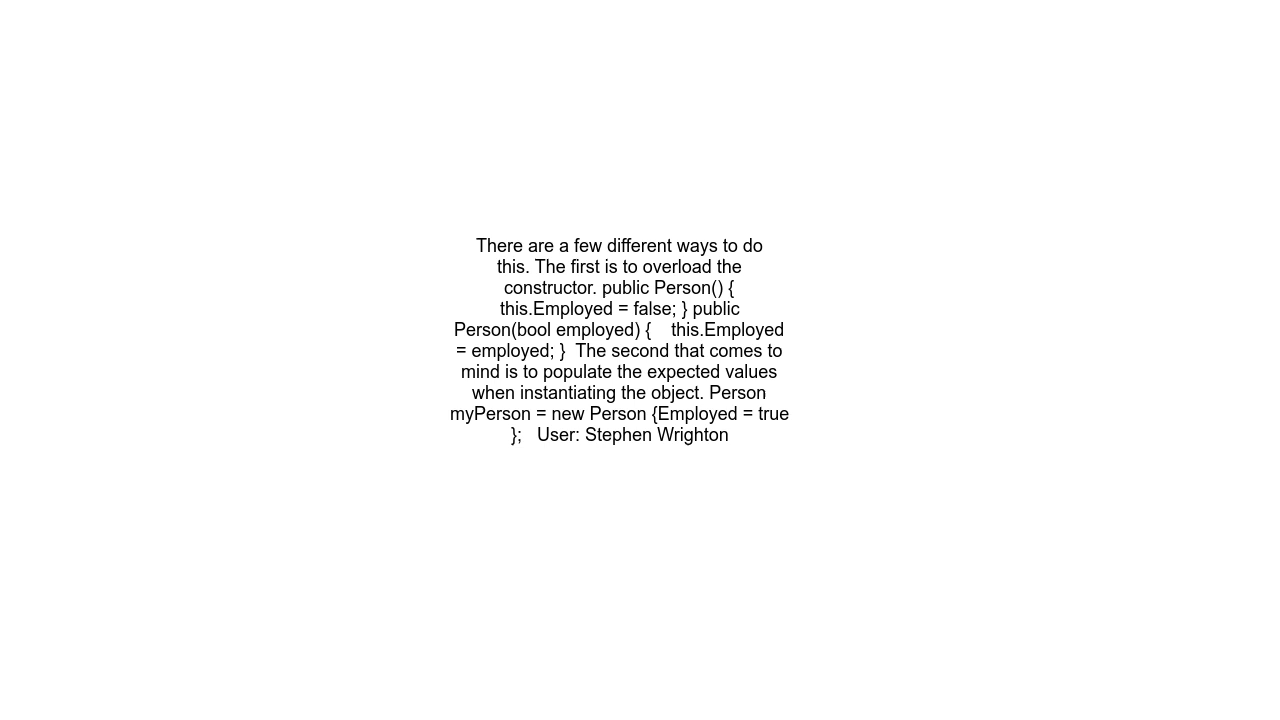 There are a few different ways to do
this. The first is to overload the
constructor. public Person() {
this.Employed = false; } public
Person(bool employed) {    this.Employed
= employed; }  The second that comes to
mind is to populate the expected values
when instantiating the object. Person
myPerson = new Person {Employed = true
};   User: Stephen Wrighton